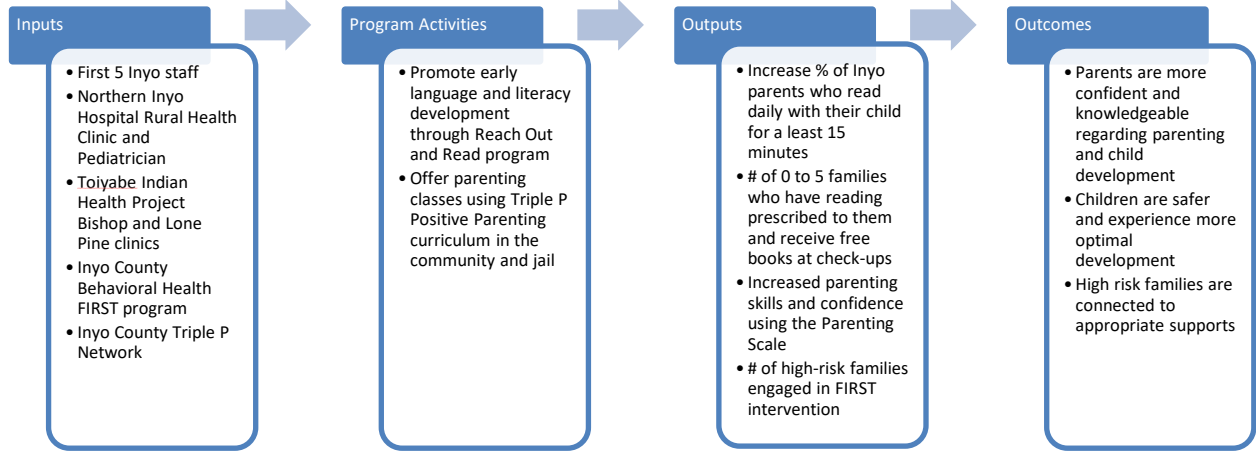 Inputs
• First 5 Inyo staff
• Northern Inyo
Hospital Rural Health
Clinic and
Pediatrician
• Toiyabe Indian
Health Project
Bishop and Lone
Pine clinics
• Inyo County
Behavioral Health
FIRST program
• Inyo County Triple P
Network
Program Activities
• Promote early
language and literacy
development
through Reach Out
and Read program
• Offer parenting
classes using Triple P
Positive Parenting
curriculum in the
community and jail
Outputs
• Increase % of Inyo
parents who read
daily with their child
for a least 15
minutes
• # of 0 to 5 families
who have reading
prescribed to them
and receive free
books at check-ups
• Increased parenting
skills and confidence
using the Parenting
Scale
• # of high-risk families
engaged in FIRST
intervention
Outcomes
• Parents are more
confident and
knowledgeable
regarding parenting
and child
development
• Children are safer
and experience more
optimal
development
• High risk families are
connected to
appropriate supports